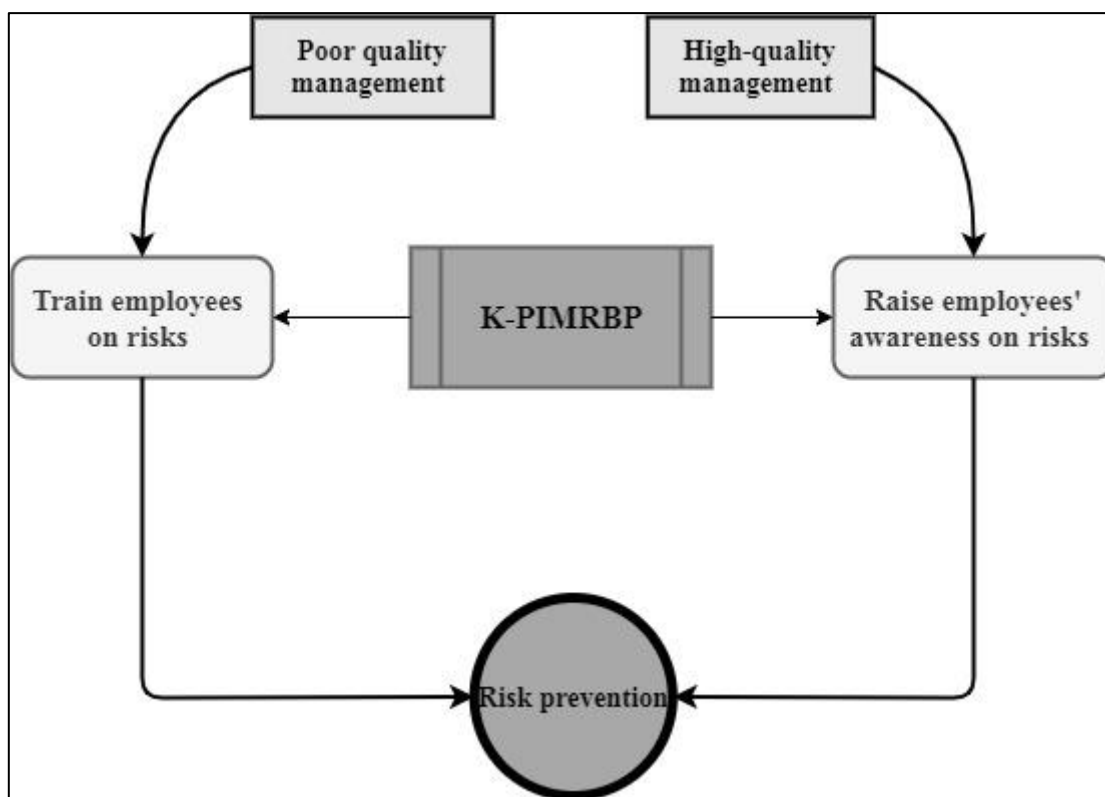 Poor quality
management
High-quality
management
Train employees
on risks
K-PIMRBP
Raise employees'
awareness on risks
Risk prevention